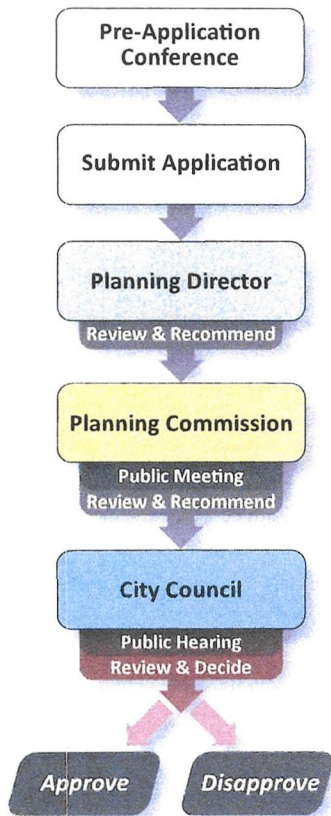 Pre-Application
Conference
Submit Application
Planning Director
Review & Recommend
Planning Commission
Public Meeting
Review & Recommend
City Council
Public Hearing
Review & Decide
Approve
Disapprove